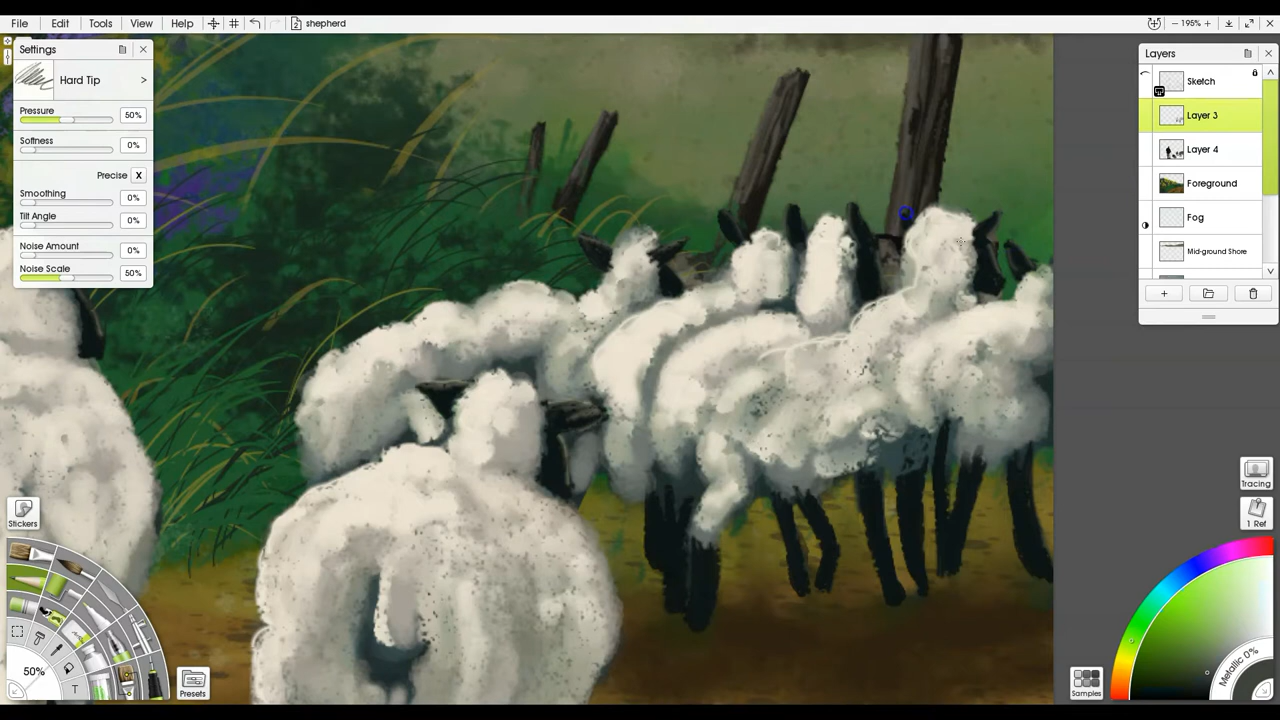 File Edit Tools View Help shepherd 195%
Settings
Hard Tip >
Pressure 50%
Softness 0%
Precise X
Smoothing 0%
Tilt Angle 0%
Noise Amount 0%
Noise Scale 50%
Stickers
50%
T
Presets
Layers
Sketch
Layer 3
Layer 4
Foreground
Fog
Mid-ground Shore
Tracing
1 Ref
Metallic 0%
Samples